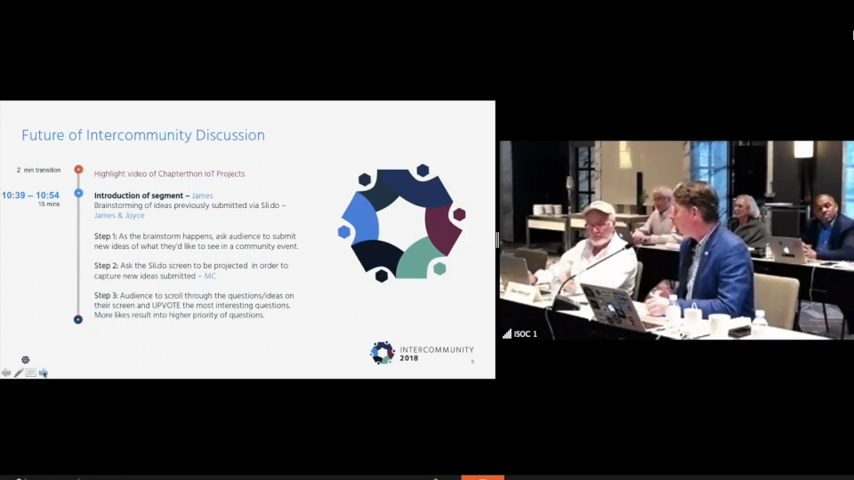 Future of Intercommunity Discussion
2 min transition
Highlight video of Chapterthon IoT Projects
10:39 – 10:54
15 mins
Introduction of segment – James
Brainstorming of ideas previously submitted via Sli.do –
James & Joyce
Step 1: As the brainstorm happens, ask audience to submit
new ideas of what they'd like to see in a community event.
Step 2: Ask the Sli.do screen to be projected in order to
capture new ideas submitted – MC
Step 3: Audience to scroll through the questions/ideas on
their screen and UPVOTE the most interesting questions.
More likes result into higher priority of questions.
INTERCOMMUNITY
2018
ISOC 1